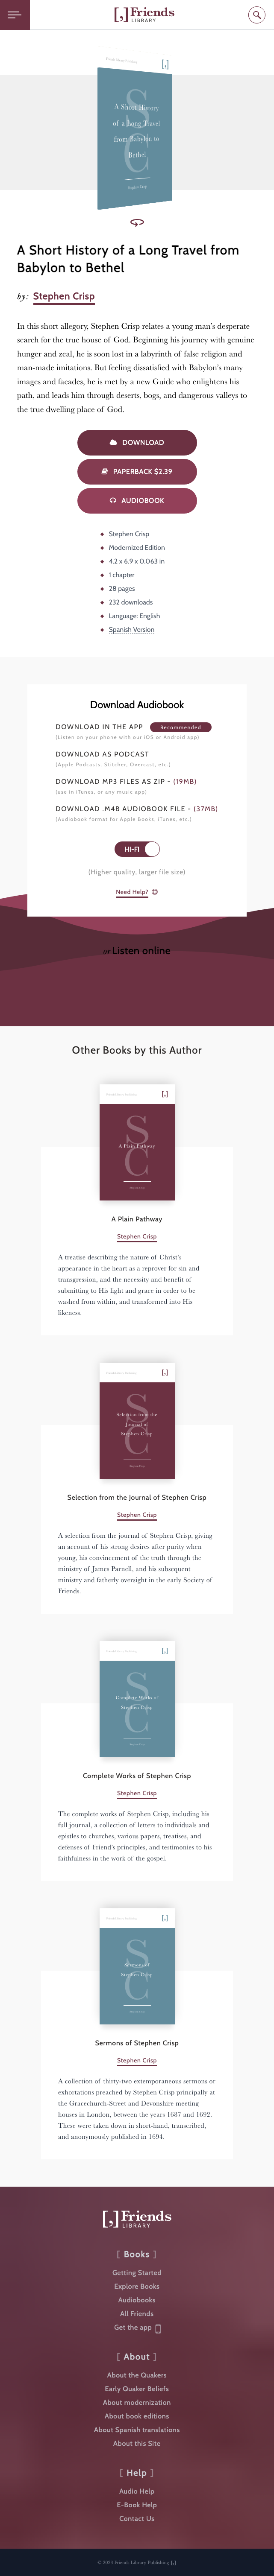 [,] Friends
LIBRARY
[,]
A Short History
of a Long Travel
from Babylon to
Bethel
Stephen Crisp
A Short History of a Long Travel from
Babylon to Bethel
by: Stephen Crisp
In this short allegory, Stephen Crisp relates a young man's desperate
search for the true house of God. Beginning his journey with genuine
hunger and zeal, he is soon lost in a labyrinth of false religion and
man-made imitations. But feeling dissatisfied with Babylon's many
images and facades, he is met by a new Guide who enlightens his
path, and leads him through deserts, bogs, and dangerous valleys to
the true dwelling place of God.
DOWNLOAD
PAPERBACK $2.39
AUDIOBOOK
Stephen Crisp
Modernized Edition
4.2 x 6.9 x 0.063 in
1 chapter
28 pages
232 downloads
Language: English
Spanish Version
Download Audiobook
DOWNLOAD IN THE APP Recommended
(Listen on your phone with our iOS or Android app)
DOWNLOAD AS PODCAST
(Apple Podcasts, Stitcher, Overcast, etc.)
DOWNLOAD MP3 FILES AS ZIP - (19MB)
(use in iTunes, or any music app)
DOWNLOAD .M4B AUDIOBOOK FILE - (37MB)
(Audiobook format for Apple Books, iTunes, etc.)
HI-FI
(Higher quality, larger file size)
Need Help?
or Listen online
Other Books by this Author
[,]
A Plain Pathway
Stephen Crisp
A Plain Pathway
Stephen Crisp
A treatise describing the nature of Christ's
appearance in the heart as a reprover for sin and
transgression, and the necessity and benefit of
submitting to His light and grace in order to be
washed from within, and transformed into His
likeness.
[,]
Selection from the
Journal of
Stephen Crisp
Stephen Crisp
Selection from the Journal of Stephen Crisp
Stephen Crisp
A selection from the journal of Stephen Crisp, giving
an account of his strong desires after purity when
young, his convincement of the truth through the
ministry of James Parnell, and his subsequent
ministry and fatherly oversight in the early Society of
Friends.
[,]
Complete Works of
Stephen Crisp
Stephen Crisp
Complete Works of Stephen Crisp
Stephen Crisp
The complete works of Stephen Crisp, including his
full journal, a collection of letters to individuals and
epistles to churches, various papers, treatises, and
defenses of Friend's principles, and testimonies to his
faithfulness in the work of the gospel.
[,]
Sermons of
Stephen Crisp
Stephen Crisp
Sermons of Stephen Crisp
Stephen Crisp
A collection of thirty-two extemporaneous sermons or
exhortations preached by Stephen Crisp principally at
the Gracechurch-Street and Devonshire meeting
houses in London, between the years 1687 and 1692.
These were taken down in short-hand, transcribed,
and anonymously published in 1694.
[,] Friends
LIBRARY
[ Books ]
Getting Started
Explore Books
Audiobooks
All Friends
Get the app
[ About ]
About the Quakers
Early Quaker Beliefs
About modernization
About book editions
About Spanish translations
About this Site
[ Help ]
Audio Help
E-Book Help
Contact Us
© 2023 Friends Library Publishing [,]